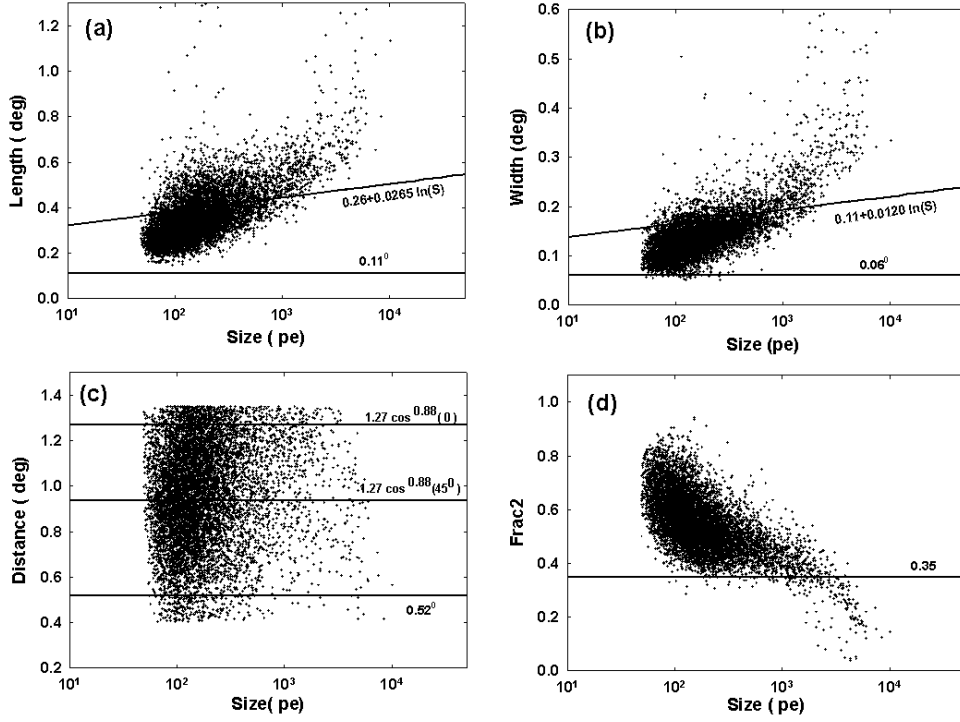 (a)
Length ( deg)
1.2
1.0
0.8
0.6
0.4
0.2
0.0
0.26+0.0265 ln(S)
0.11⁰
10¹ 10² 10³ 10⁴
Size ( pe)
(b)
Width (deg)
0.6
0.5
0.4
0.3
0.2
0.1
0.0
0.11+0.0120 ln(S)
0.06⁰
10¹ 10² 10³ 10⁴
Size (pe)
(c)
Distance ( deg)
1.4
1.2
1.0
0.8
0.6
0.4
0.2
1.27 cos 0.88 ( 0 )
1.27 cos 0.88 (45⁰ )
0.52⁰
10¹ 10² 10³ 10⁴
Size( pe)
(d)
Frac2
1.0
0.8
0.6
0.4
0.2
0.0
0.35
10¹ 10² 10³ 10⁴
Size ( pe)